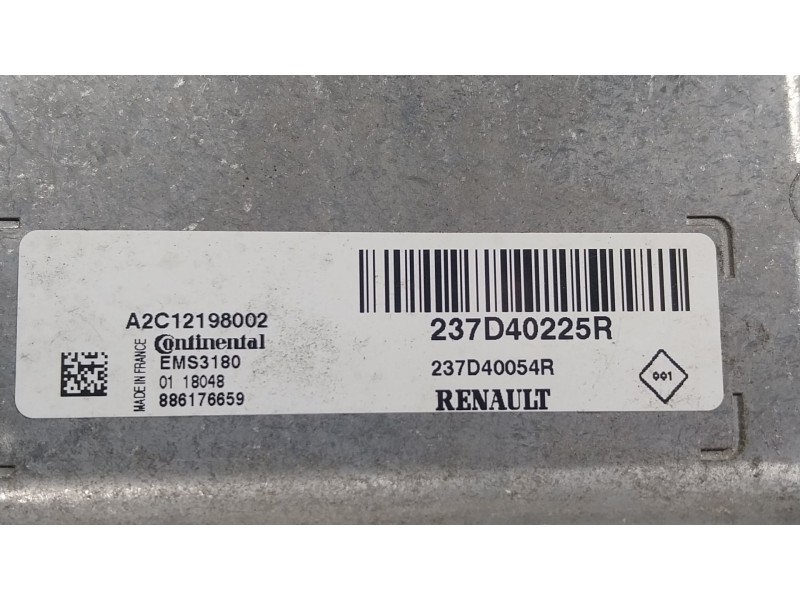 A2C12198002
Continental
EMS3180
01 18048
886176659
MADE IN FRANCE
237D40225R
237D40054R
RENAULT
001